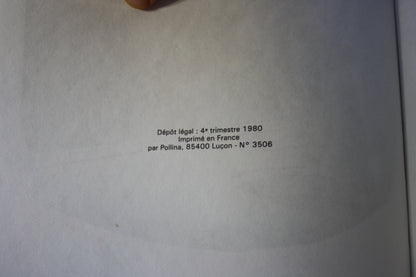 Dépôt légal : 4e trimestre 1980
Imprimé en France
par Pollina, 85400 Luçon - N° 3506